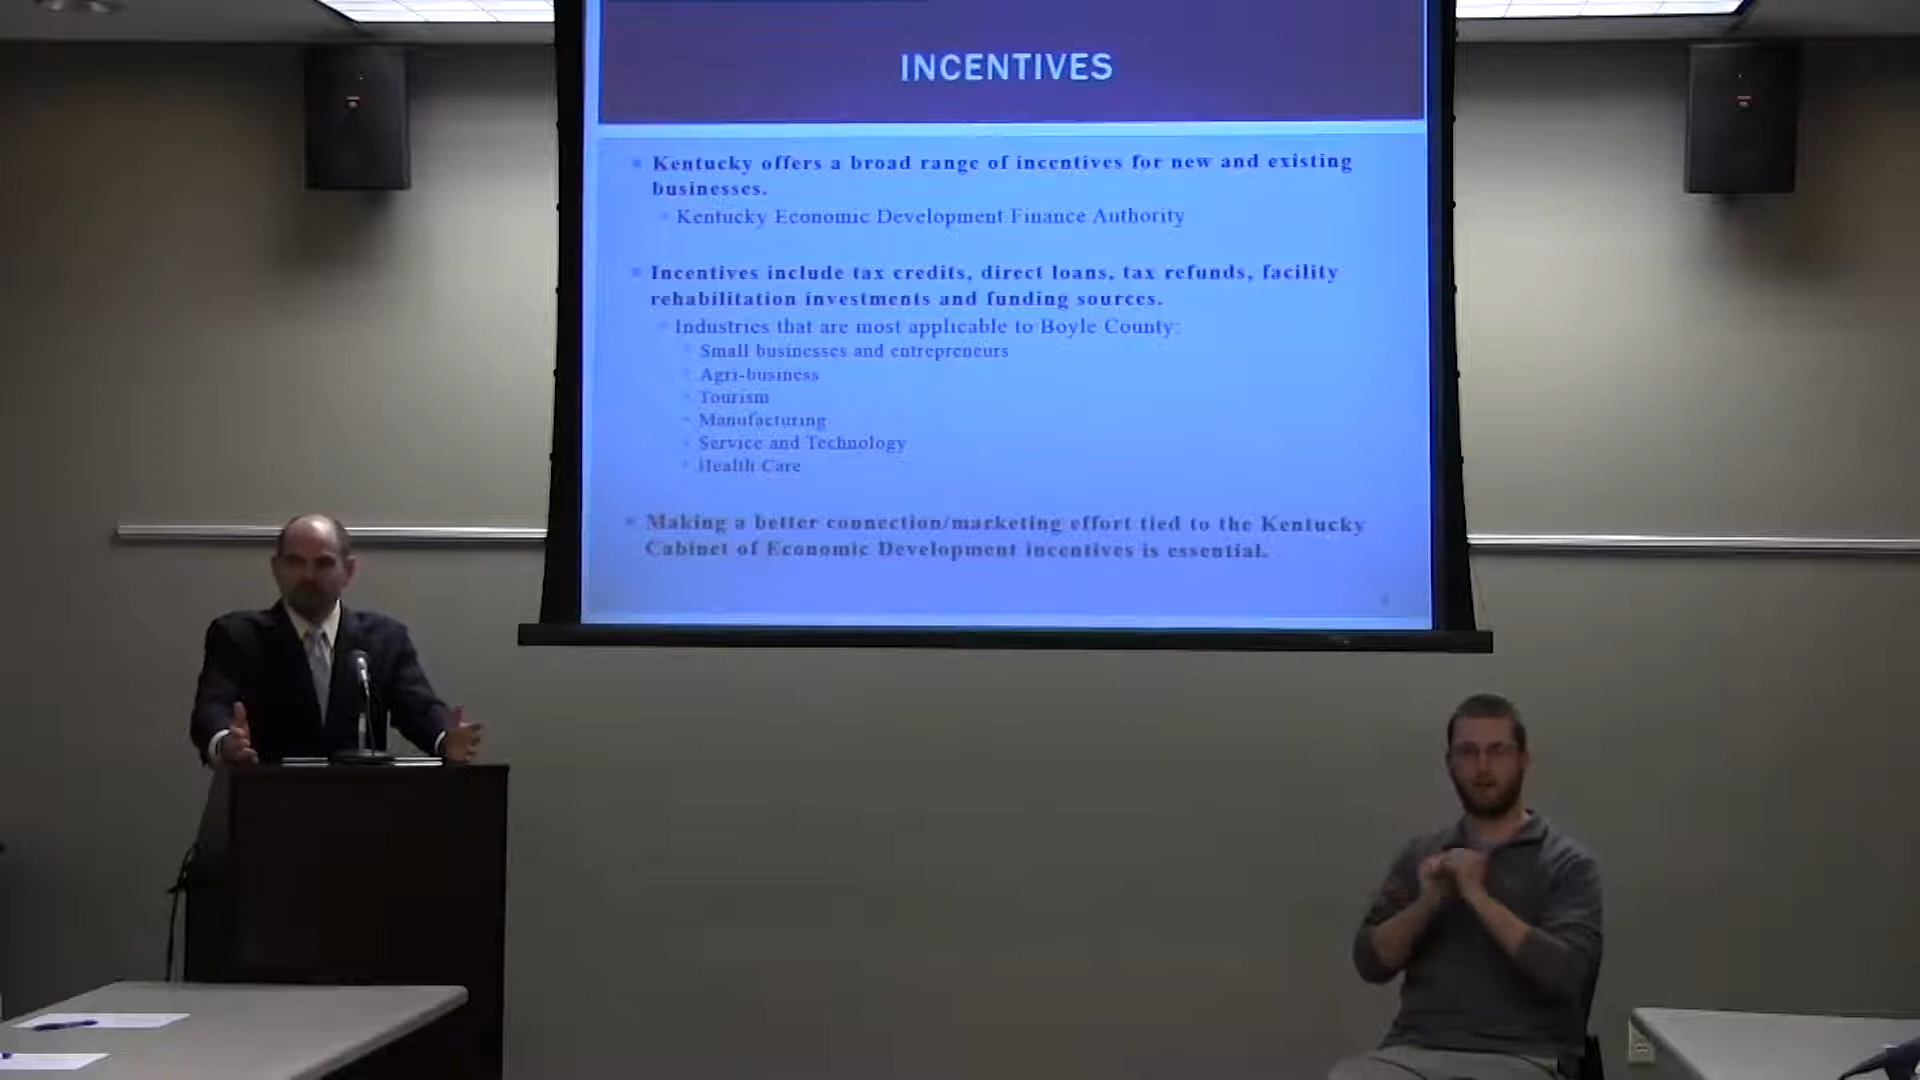 INCENTIVES
Kentucky offers a broad range of incentives for new and existing
businesses.
Kentucky Economic Development Finance Authority
Incentives include tax credits, direct loans, tax refunds, facility
rehabilitation investments and funding sources.
Industries that are most applicable to Boyle County:
Small businesses and entrepreneurs
Agri-business
Tourism
Manufacturing
Service and Technology
Health Care
Making a better connection/marketing effort tied to the Kentucky
Cabinet of Economic Development incentives is essential.